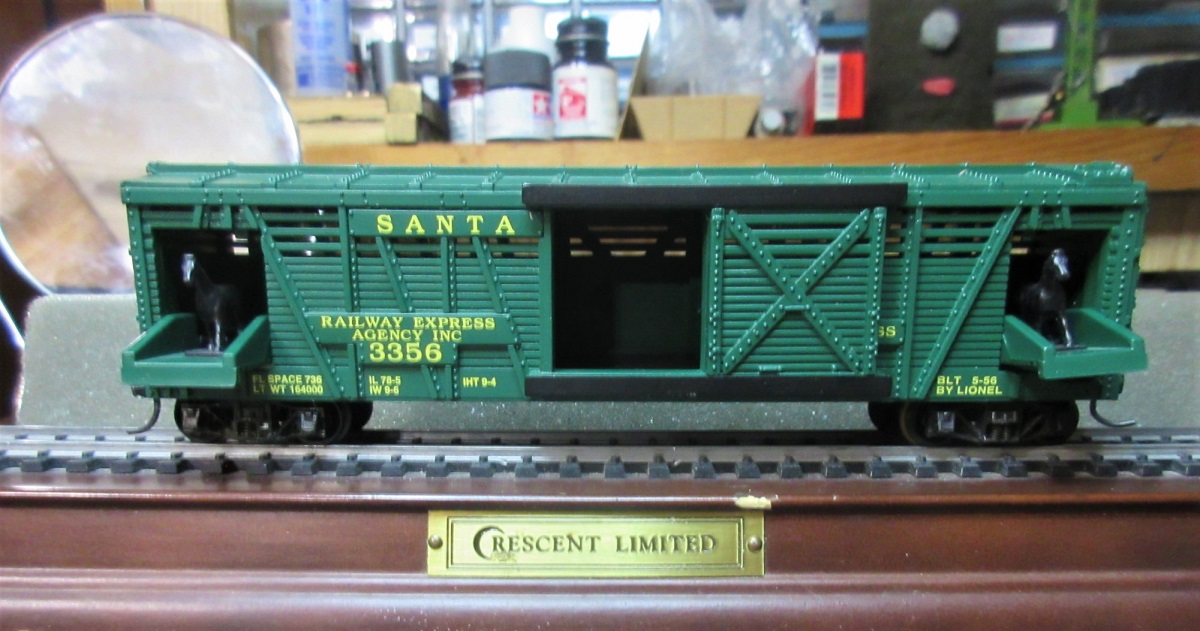 SANTA
RAILWAY EXPRESS
AGENCY INC
3356
SS
FL SPACE 736
LT WT 164000
IL 78-5
IW 9-6
IHT 9-4
BLT 5-56
BY LIONEL
CRESCENT LIMITED